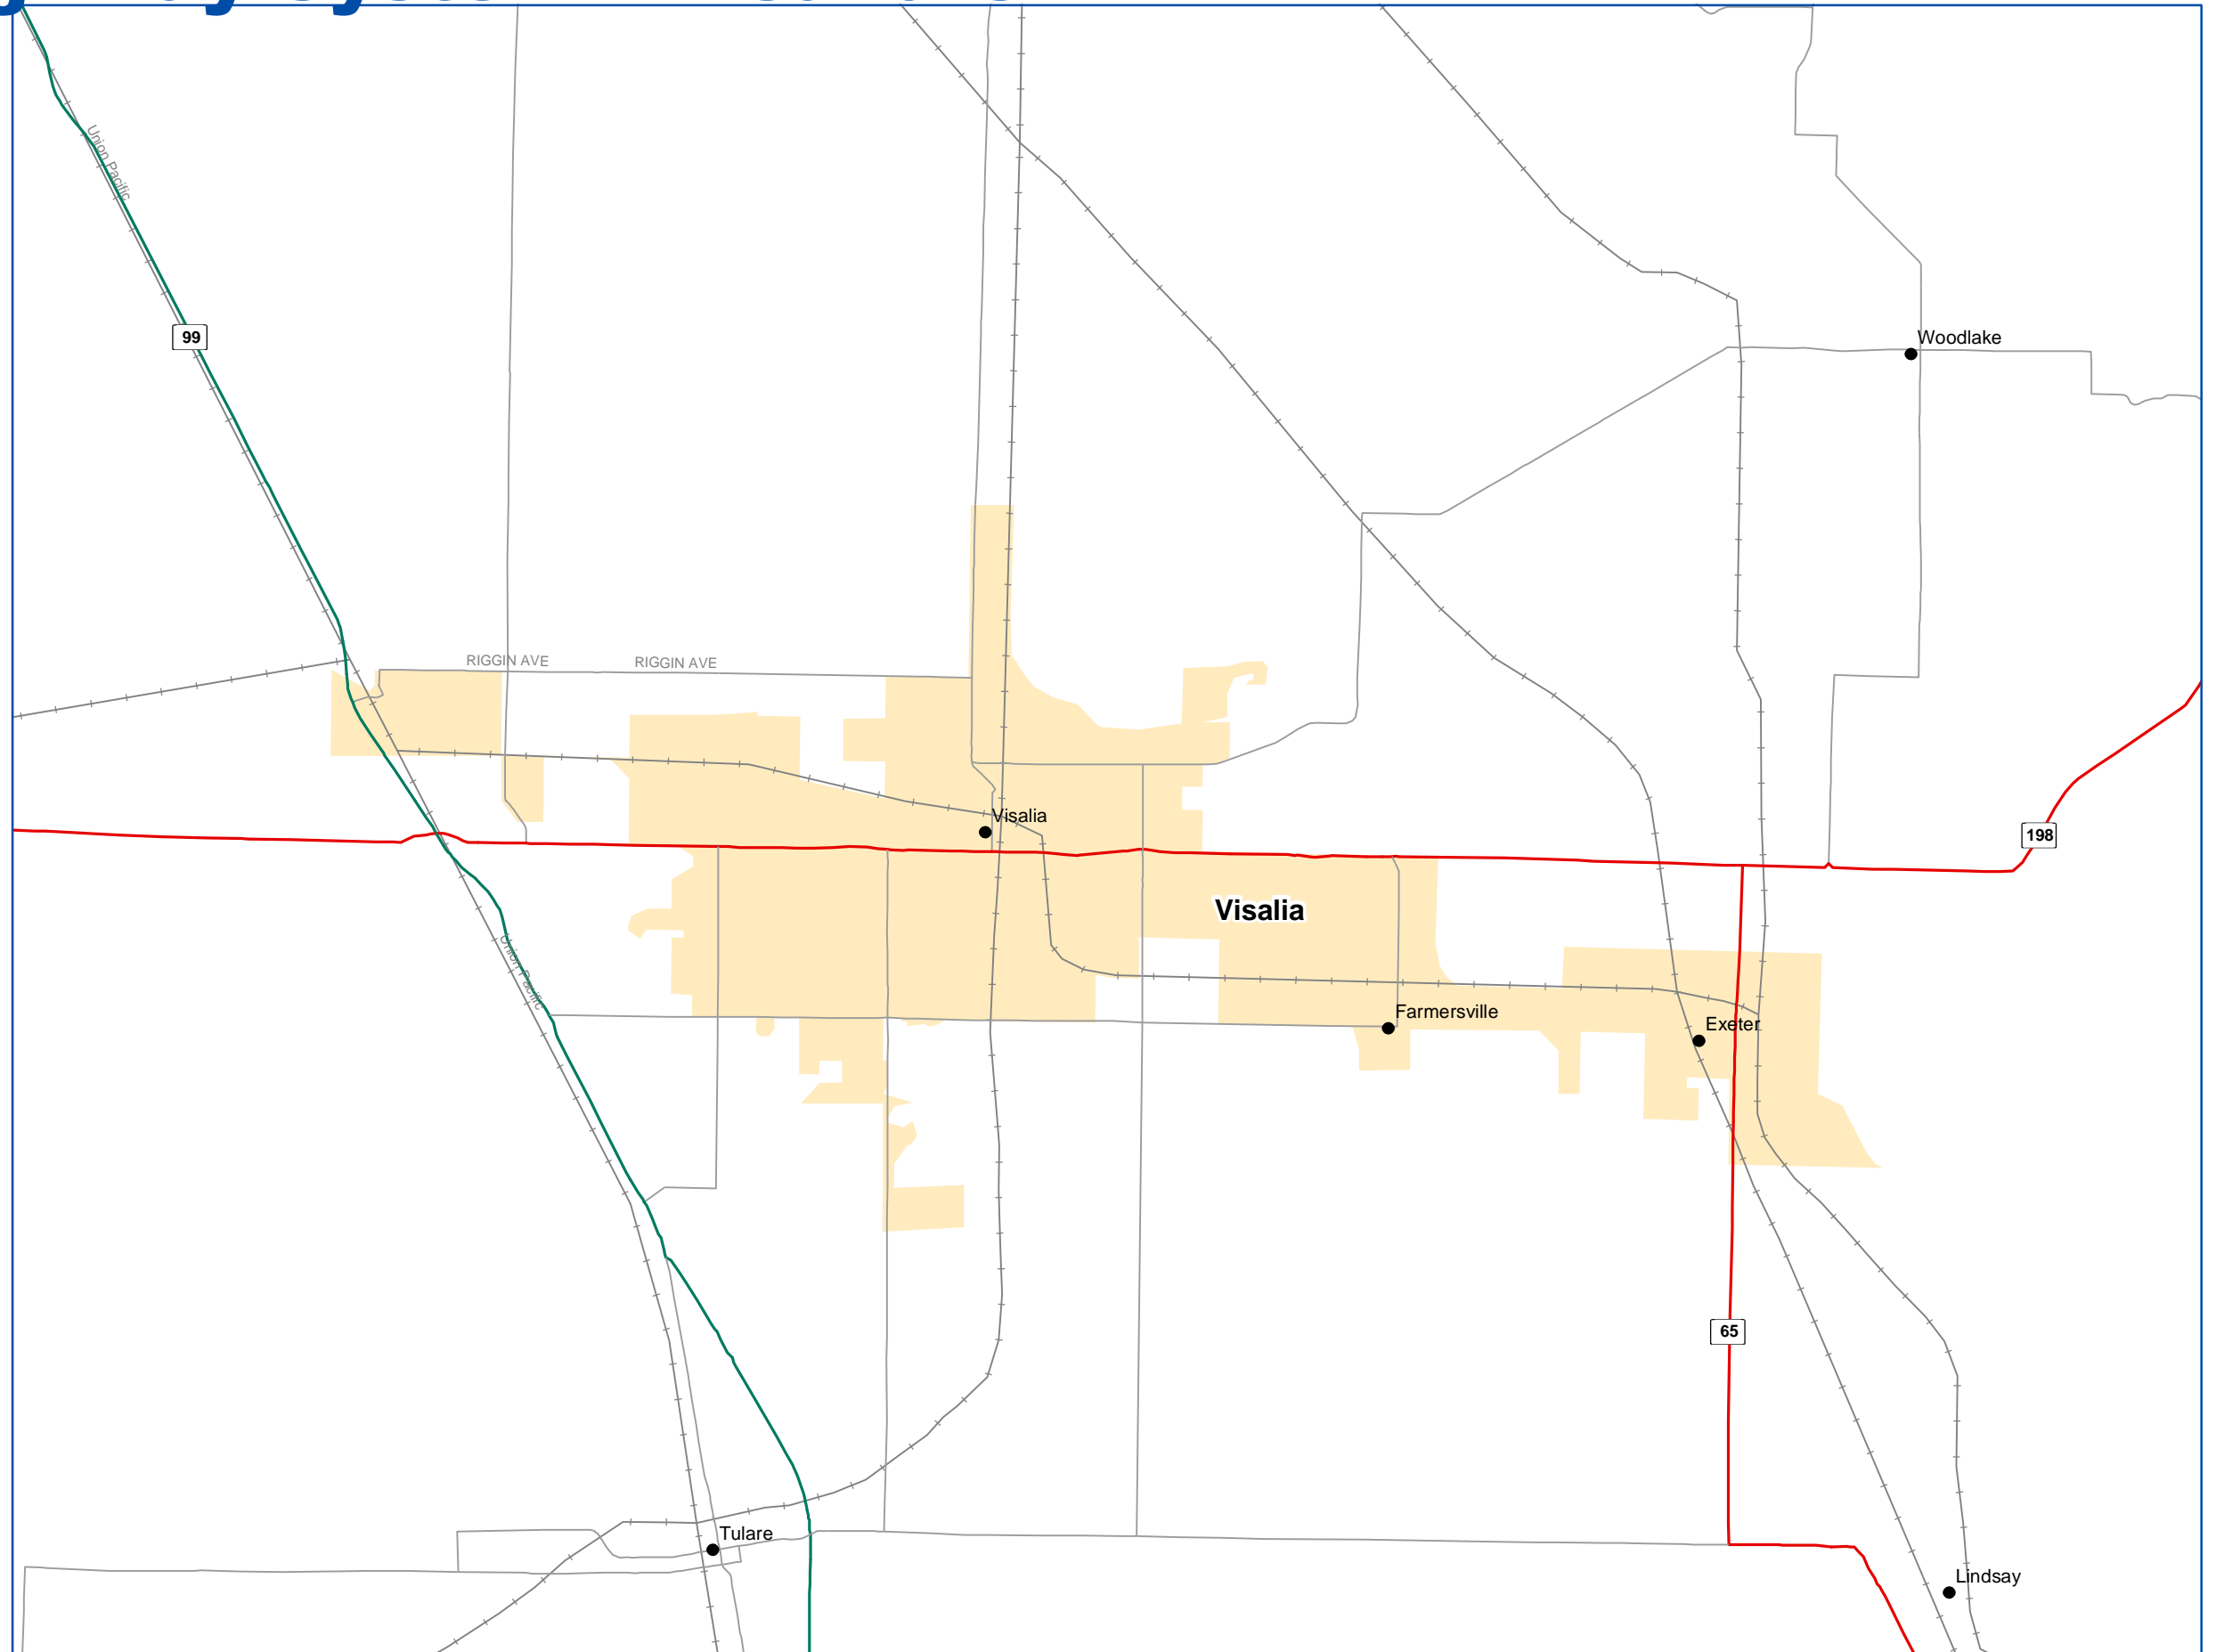 Union Pacific
99
Woodlake
RIGGIN AVE
RIGGIN AVE
Visalia
198
Visalia
Union Pacific
Farmersville
Exeter
65
Tulare
Lindsay